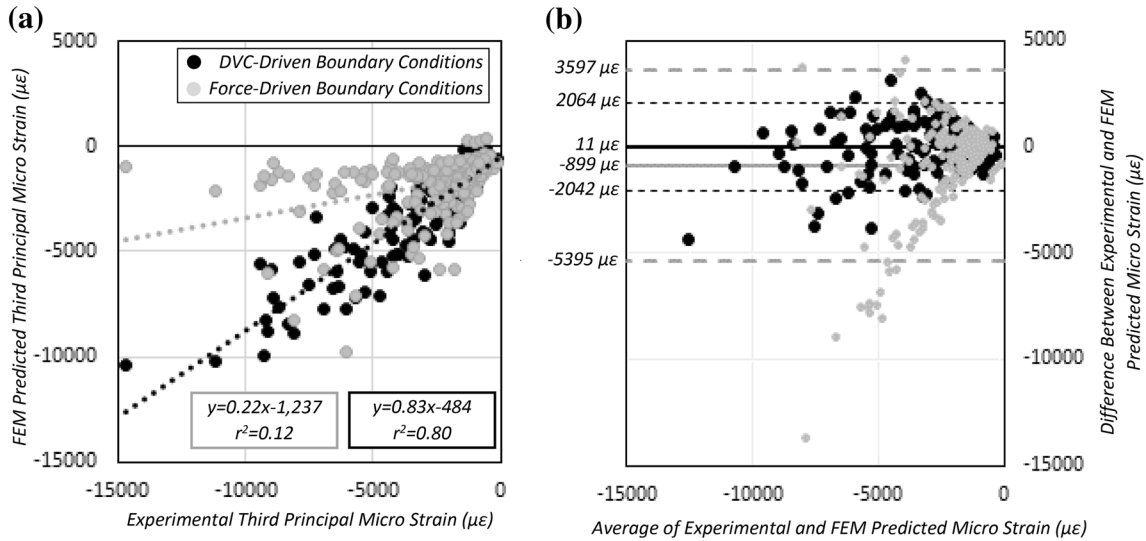 (a)
5000
0
-5000
-10000
-15000
FEM Predicted Third Principal Micro Strain (με)
DVC-Driven Boundary Conditions
Force-Driven Boundary Conditions
y=0.22x-1,237
r²=0.12
y=0.83x-484
r²=0.80
-15000 -10000 -5000 0
Experimental Third Principal Micro Strain (με)
(b)
3597 με
2064 με
11 με
-899 με
-2042 με
-5395 με
5000
0
-5000
-10000
-15000
Difference Between Experimental and FEM
Predicted Micro Strain (με)
-15000 -10000 -5000 0
Average of Experimental and FEM Predicted Micro Strain (με)